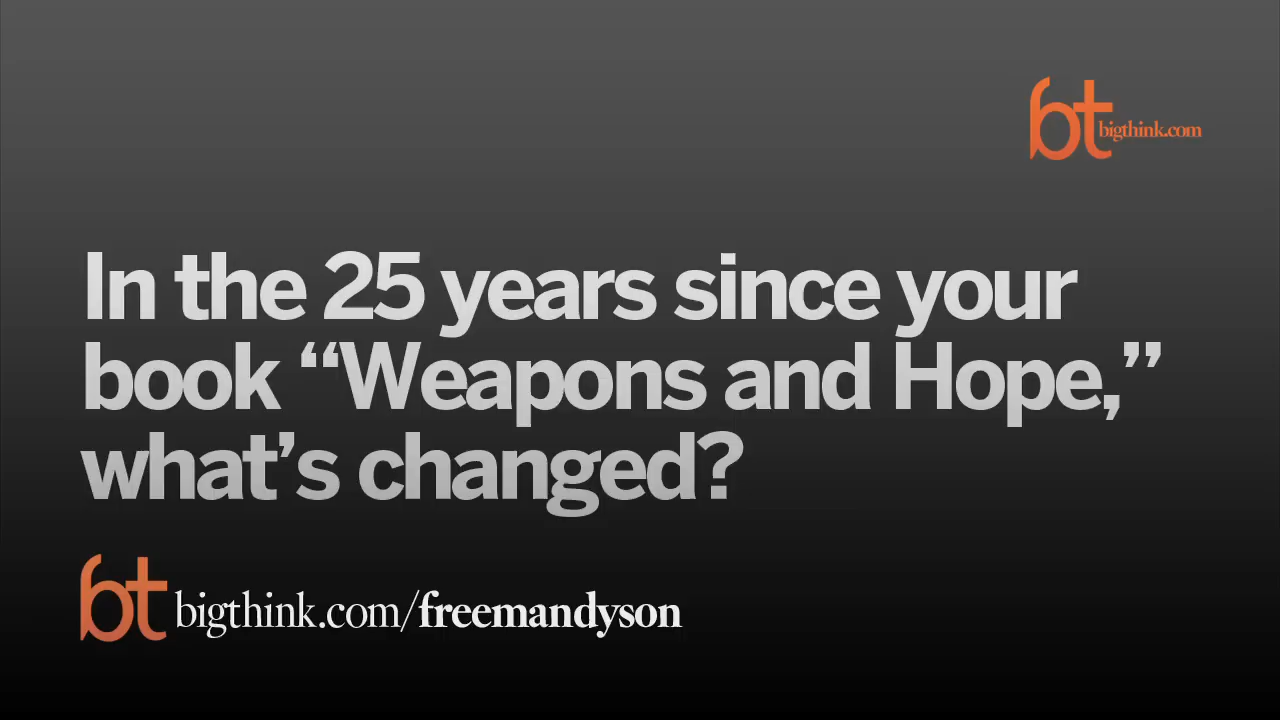 bt bigthink.com
In the 25 years since your
book “Weapons and Hope,”
what’s changed?
bt bigthink.com/freemandyson